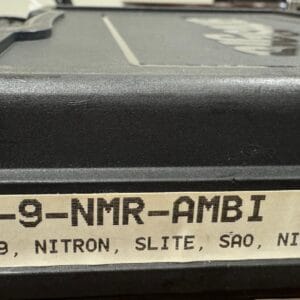 -9-NMR-AMBI
9, NITRON, SLITE, SAO, NI